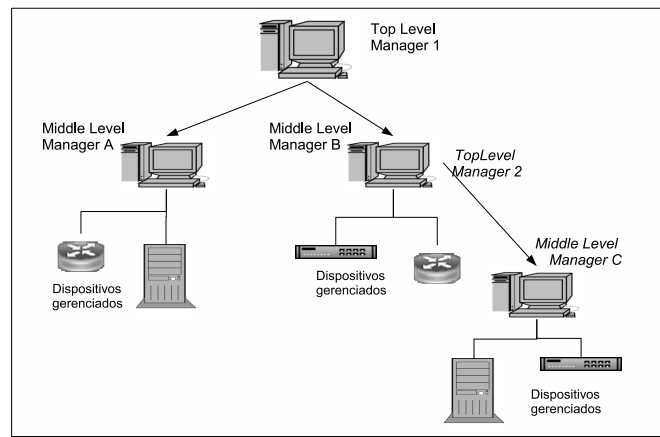 Top Level
Manager 1
Middle Level
Manager A
Middle Level
Manager B
TopLevel
Manager 2
Middle Level
Manager C
Dispositivos
gerenciados
Dispositivos
gerenciados
Dispositivos
gerenciados